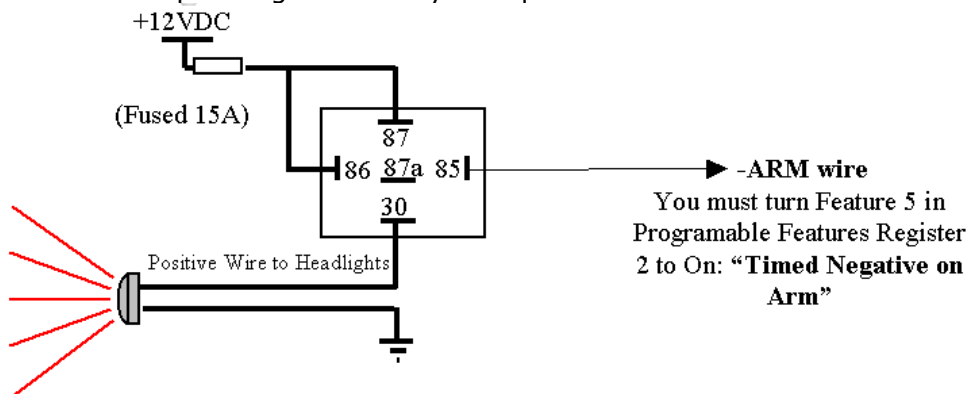 +12VDC
(Fused 15A)
87
86 87a 85
30
-ARM wire
You must turn Feature 5 in
Programable Features Register
2 to On: “Timed Negative on
Arm”
Positive Wire to Headlights